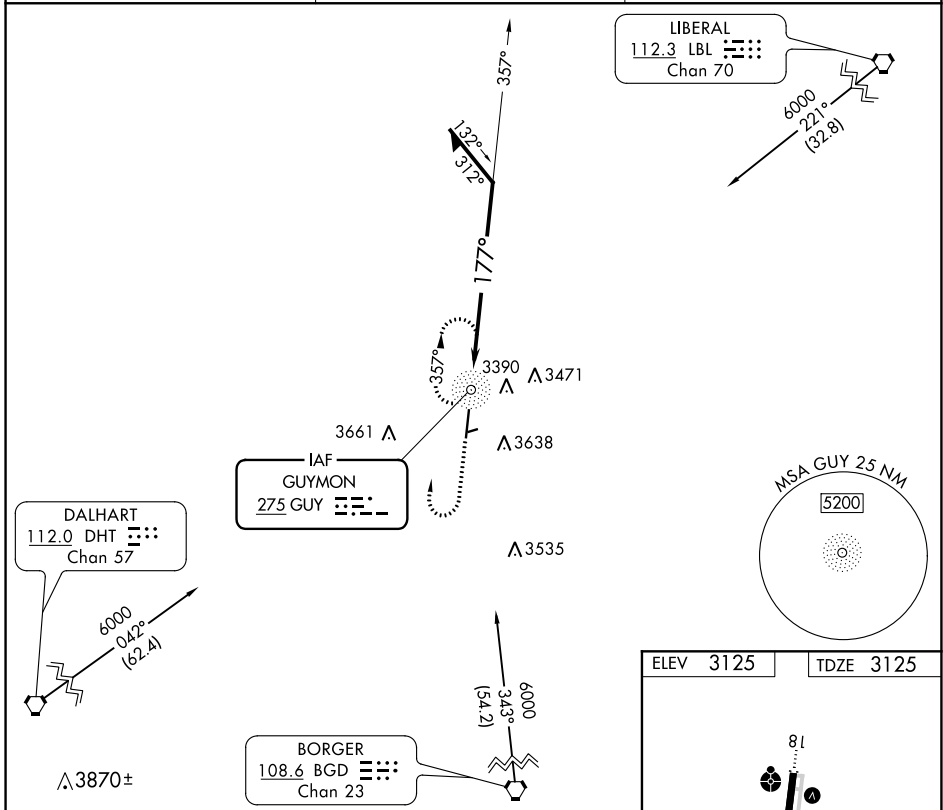 LIBERAL
112.3 LBL
Chan 70
6000
221°
(32.8)
357°
132°
312°
177°
357°
3390
3471
3661
3638
IAF
GUYMON
275 GUY
3535
MSA GUY 25 NM
5200
DALHART
112.0 DHT
Chan 57
6000
042°
(62.4)
6000
343°
(54.2)
BORGER
108.6 BGD
Chan 23
3870±
ELEV 3125
TDZE 3125
18